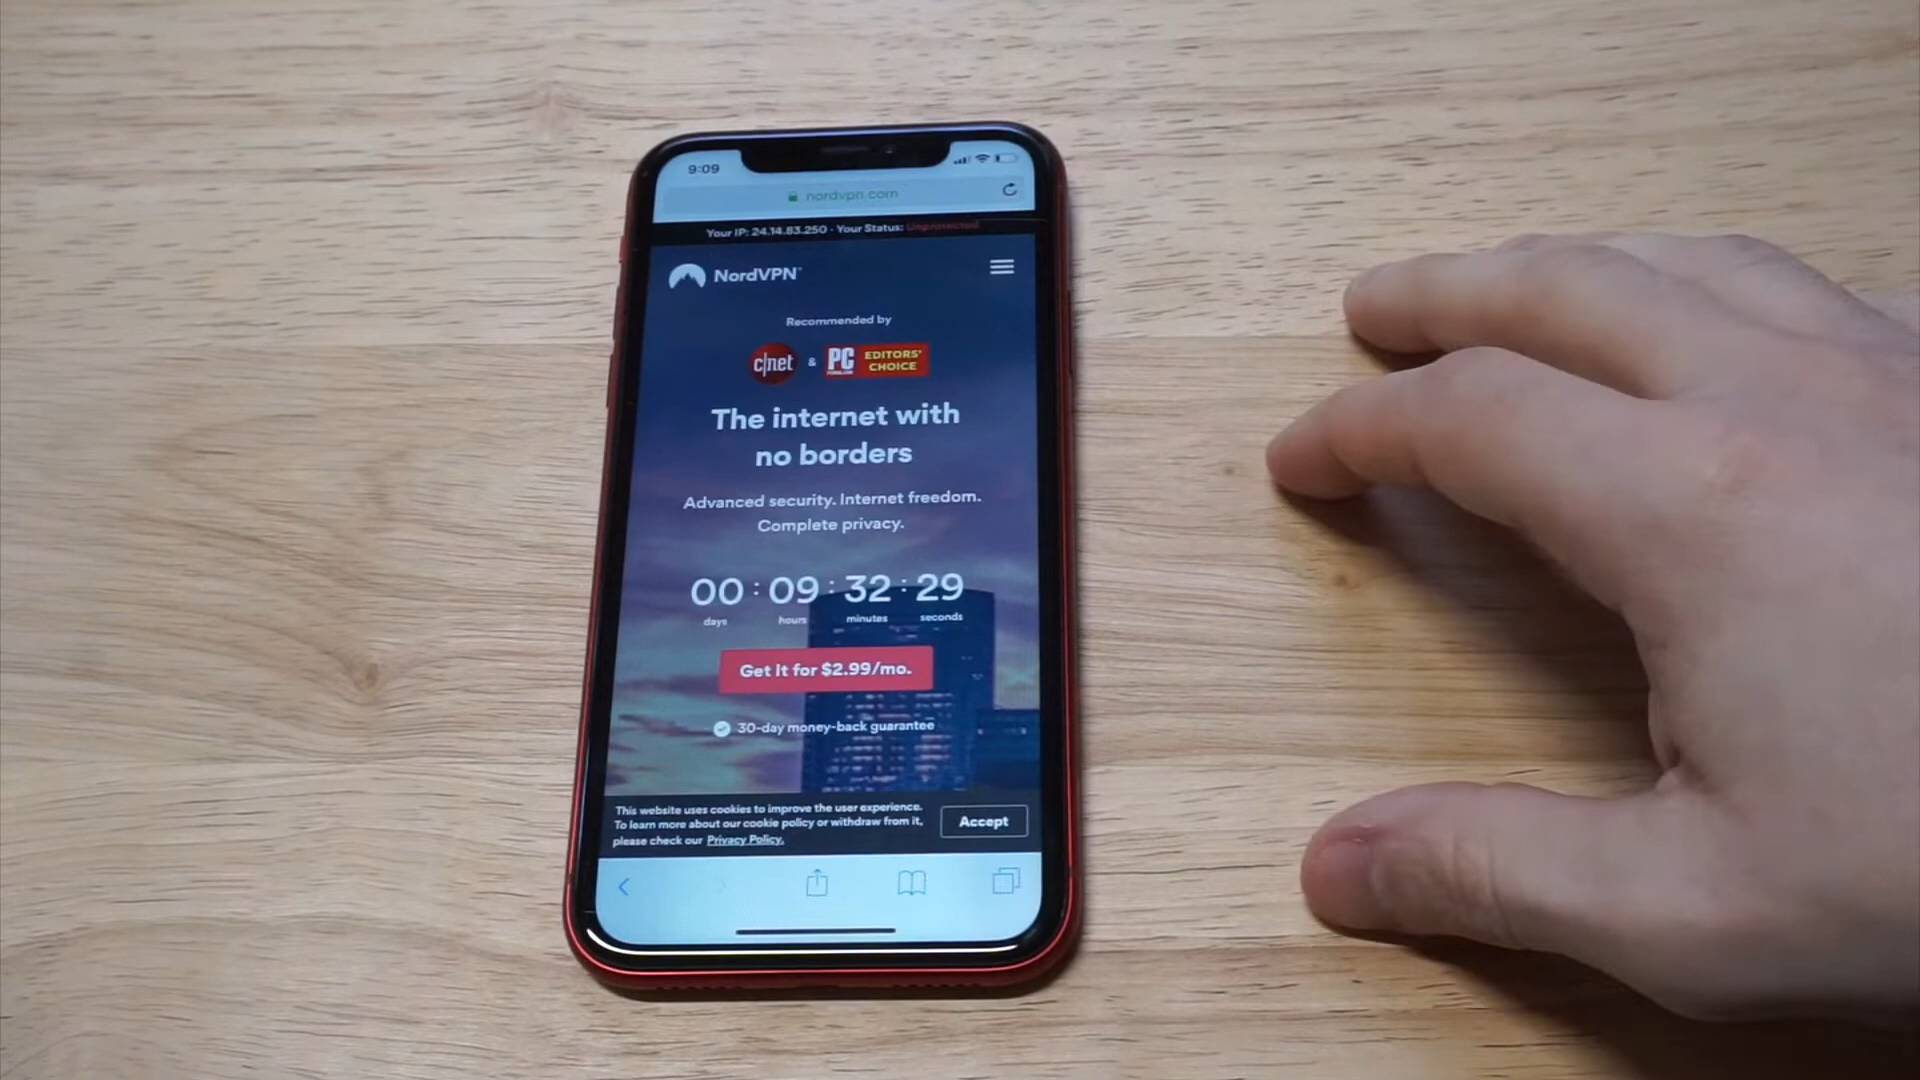 9:09
nordvpn.com
Your IP: 24.14.83.250 - Your Status: Unprotected
NordVPN
Recommended by
c|net & PC EDITORS' CHOICE
The internet with
no borders
Advanced security. Internet freedom.
Complete privacy.
00 : 09 : 32 : 29
days hours minutes seconds
Get It for $2.99/mo.
30-day money-back guarantee
This website uses cookies to improve the user experience.
To learn more about our cookie policy or withdraw from it,
please check our Privacy Policy.
Accept